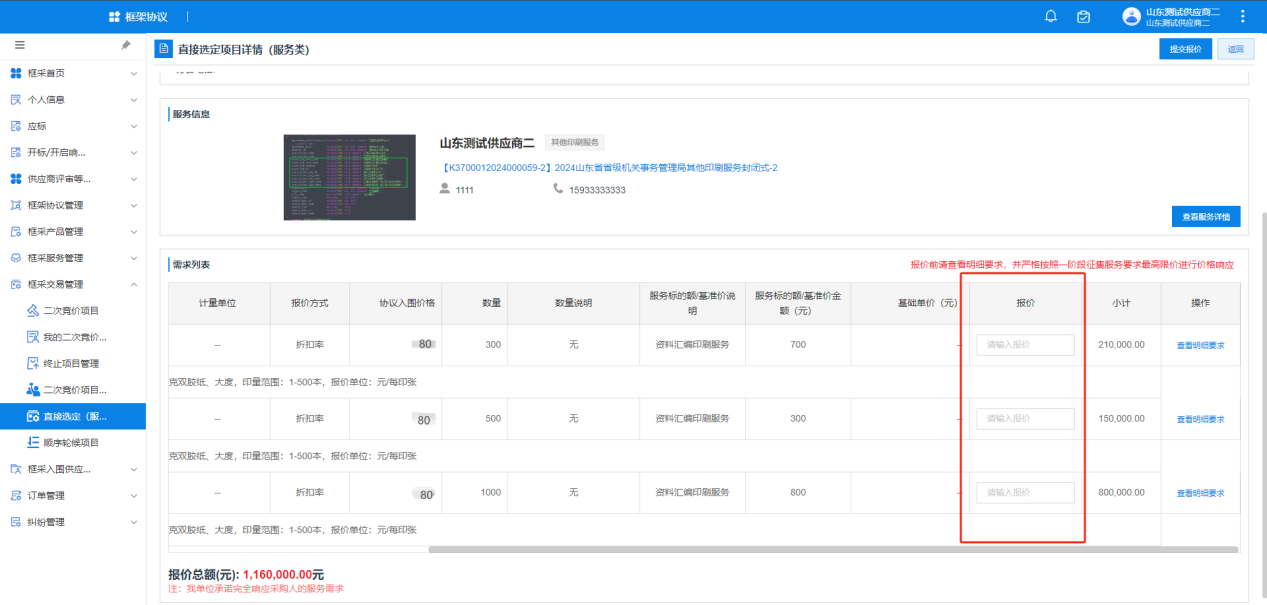 框架协议
山东测试供应商二
山东测试供应商二
直接选定项目详情（服务类）
提交报价
返回
框采首页
个人信息
应标
开标/开启响...
供应商评审等...
框架协议管理
框采产品管理
框采服务管理
框采交易管理
二次竞价项目
我的二次竞价...
终止项目管理
二次竞价项目...
直接选定（服...
顺序轮候项目
框采入围供应...
订单管理
纠纷管理
服务信息
山东测试供应商二 其他印刷服务
【K3700012024000059-2】2024山东省省级机关事务管理局其他印刷服务封闭式-2
1111 15933333333
查看服务详情
需求列表
报价前请查看明细要求，并严格按照一阶段征集服务要求最高限价进行价格响应
计量单位 报价方式 协议入围价格 数量 数量说明 服务标的额/基准价说明 服务标的额/基准价金额（元） 基础单价（元） 报价 小计 操作
-- 折扣率 80 300 无 资料汇编印刷服务 700 -- 请输入报价 210,000.00 查看明细要求
克双胶纸、大度，印量范围：1-500本，报价单位：元/每印张
-- 折扣率 80 500 无 资料汇编印刷服务 300 -- 请输入报价 150,000.00 查看明细要求
克双胶纸、大度，印量范围：1-500本，报价单位：元/每印张
-- 折扣率 80 1000 无 资料汇编印刷服务 800 -- 请输入报价 800,000.00 查看明细要求
克双胶纸、大度，印量范围：1-500本，报价单位：元/每印张
报价总额(元): 1,160,000.00元
注：我单位承诺完全响应采购人的服务需求